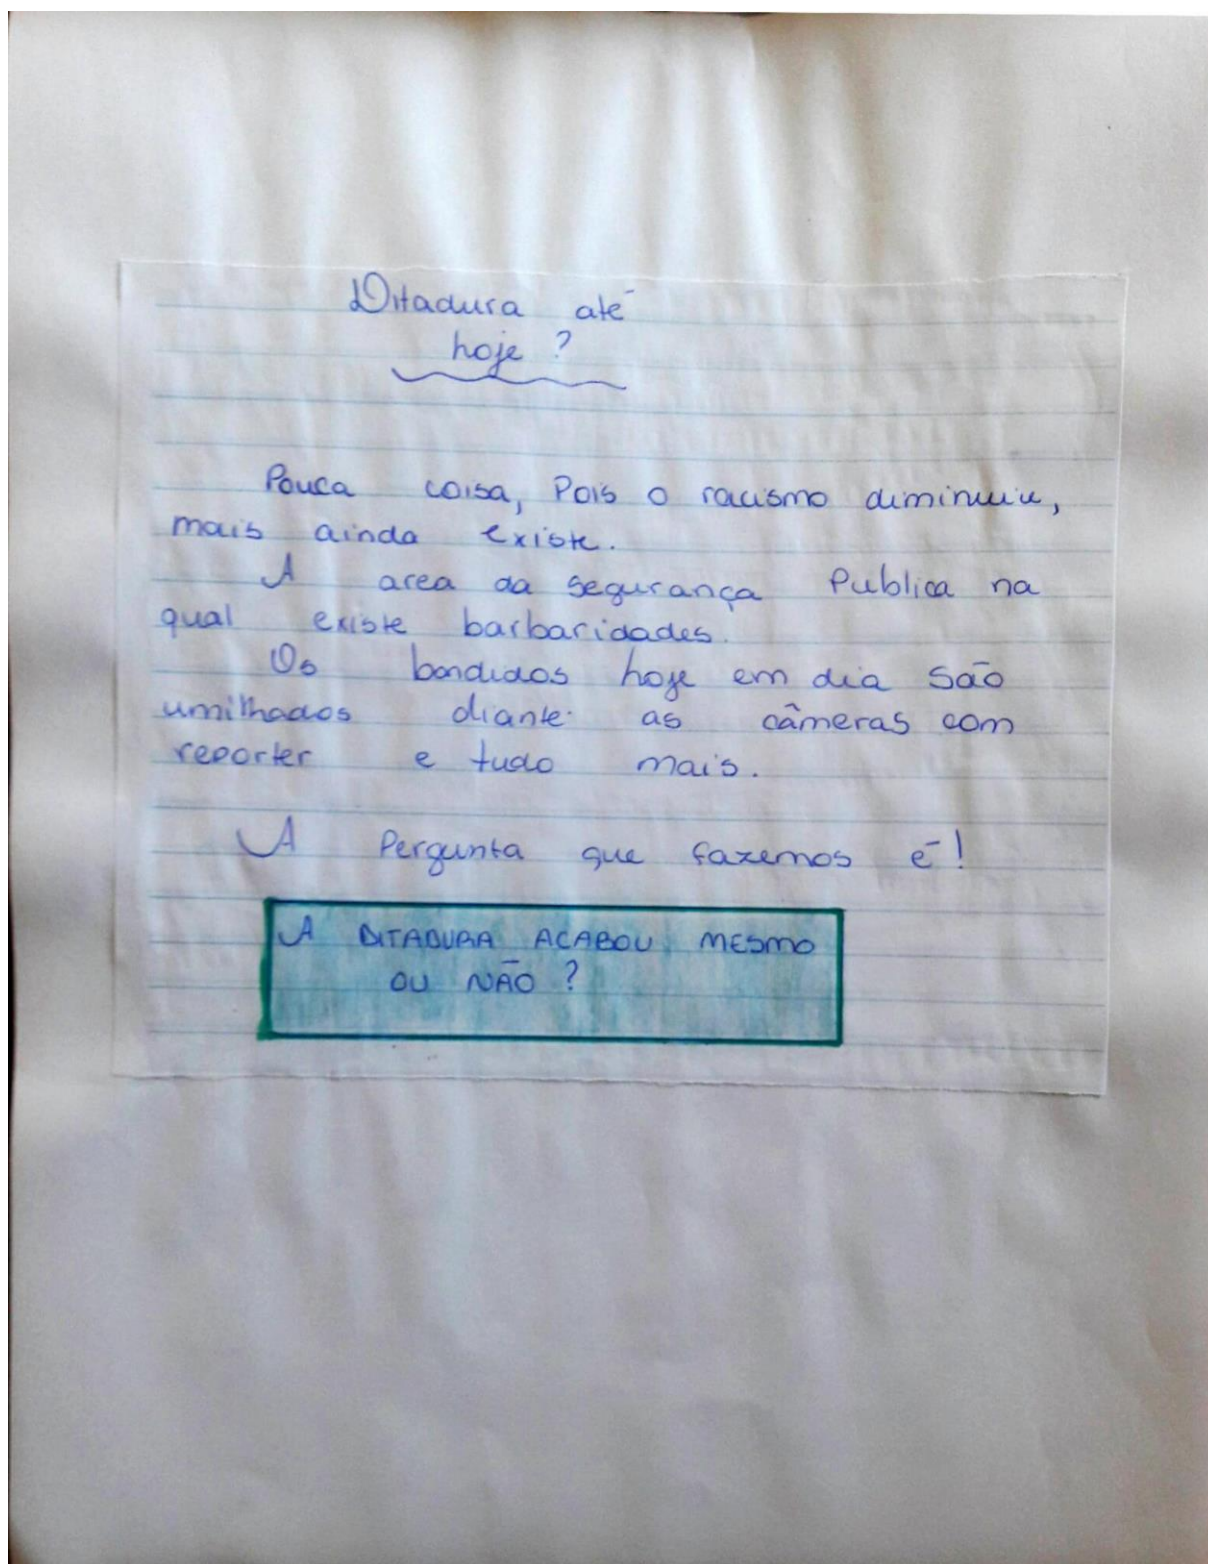 Ditadura até
hoje ?
Pouca coisa, Pois o racismo diminuiu,
mais ainda existe.
A area da segurança Publica na
qual existe barbaridades.
Os bandidos hoje em dia são
umilhados diante as câmeras com
reporter e tudo mais.
A Pergunta que fazemos é!
A DITADURA ACABOU MESMO
OU NÃO ?